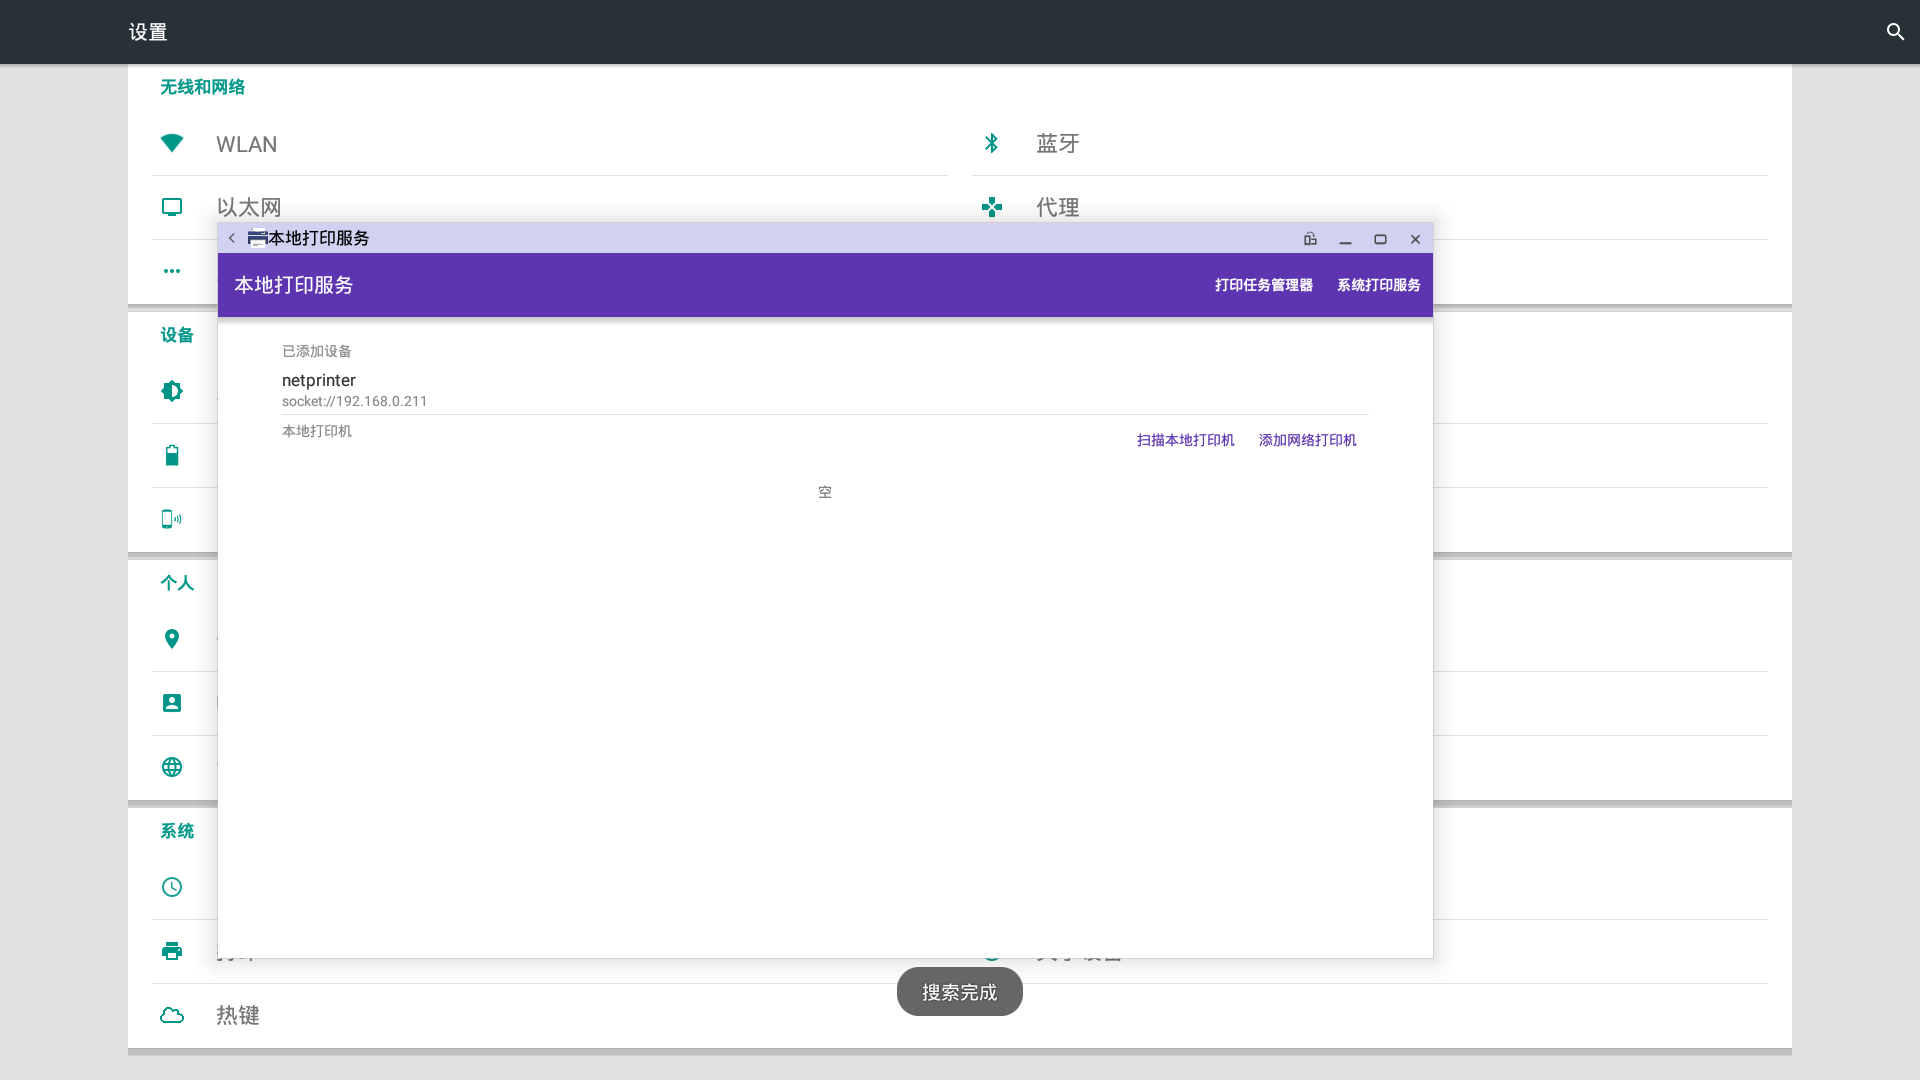 设置
无线和网络
WLAN
蓝牙
以太网
代理
本地打印服务
本地打印服务
打印任务管理器
系统打印服务
已添加设备
netprinter
socket://192.168.0.211
本地打印机
扫描本地打印机
添加网络打印机
空
设备
个人
系统
搜索完成
热键